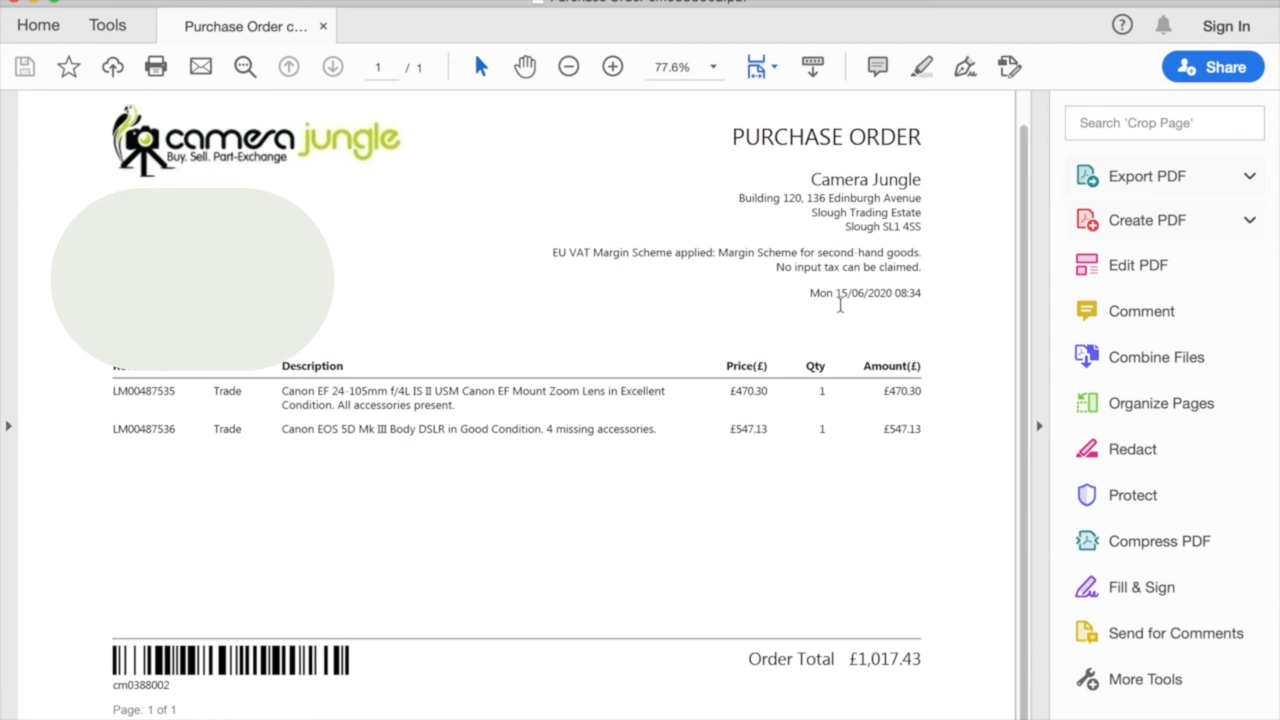 Home
Tools
Purchase Order c...
×
Sign In
1 / 1
77.6%
Share
camera jungle
Buy. Sell. Part-Exchange
PURCHASE ORDER
Camera Jungle
Building 120, 136 Edinburgh Avenue
Slough Trading Estate
Slough SL1 4SS
EU VAT Margin Scheme applied: Margin Scheme for second-hand goods.
No input tax can be claimed.
Mon 15/06/2020 08:34
Description Price(£) Qty Amount(£)
LM00487535 Trade Canon EF 24-105mm f/4L IS II USM Canon EF Mount Zoom Lens in Excellent £470.30 1 £470.30
Condition. All accessories present.
LM00487536 Trade Canon EOS 5D Mk III Body DSLR in Good Condition. 4 missing accessories. £547.13 1 £547.13
Order Total £1,017.43
cm0388002
Page: 1 of 1
Search 'Crop Page'
Export PDF
Create PDF
Edit PDF
Comment
Combine Files
Organize Pages
Redact
Protect
Compress PDF
Fill & Sign
Send for Comments
More Tools